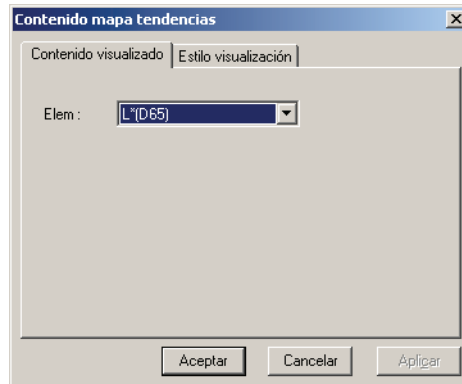 Contenido mapa tendencias
Contenido visualizado Estilo visualización
Elem : L*(D65)
Aceptar Cancelar Aplicar